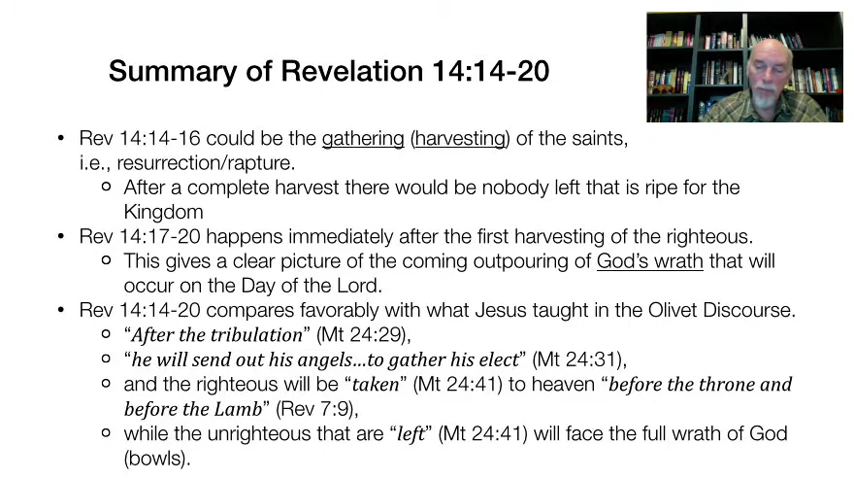 Summary of Revelation 14:14-20
• Rev 14:14-16 could be the gathering (harvesting) of the saints,
i.e., resurrection/rapture.
o After a complete harvest there would be nobody left that is ripe for the
Kingdom
• Rev 14:17-20 happens immediately after the first harvesting of the righteous.
o This gives a clear picture of the coming outpouring of God's wrath that will
occur on the Day of the Lord.
• Rev 14:14-20 compares favorably with what Jesus taught in the Olivet Discourse.
o “After the tribulation” (Mt 24:29),
o “he will send out his angels...to gather his elect” (Mt 24:31),
o and the righteous will be “taken” (Mt 24:41) to heaven “before the throne and
before the Lamb” (Rev 7:9),
o while the unrighteous that are “left” (Mt 24:41) will face the full wrath of God
(bowls).